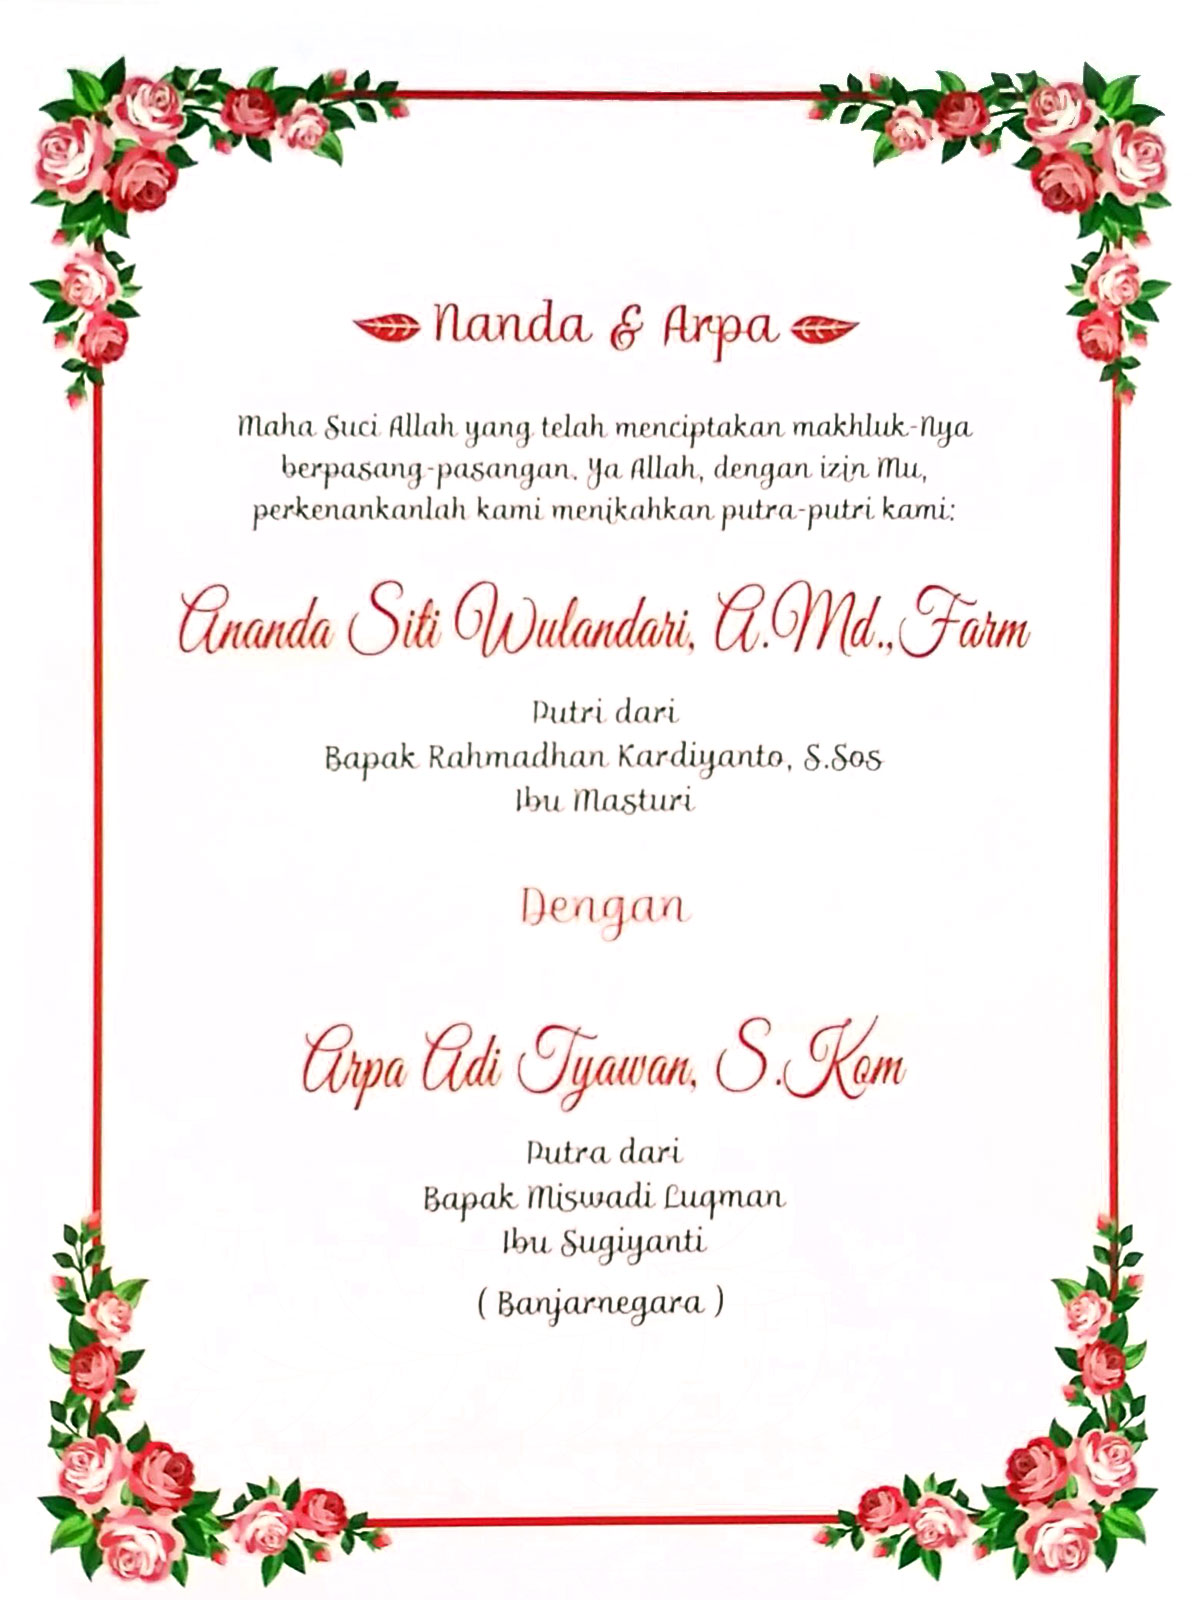 Nanda & Arpa
Maha Suci Allah yang telah menciptakan makhluk-Nya
berpasang-pasangan. Ya Allah, dengan izin Mu,
perkenankanlah kami menikahkan putra-putri kami:
Ananda Siti Wulandari, A.Md.,Farm
Putri dari
Bapak Rahmadhan Kardiyanto, S.Sos
Ibu Masturi
Dengan
Arpa Adi Tyawan, S.Kom
Putra dari
Bapak Miswadi Luqman
Ibu Sugiyanti
( Banjarnegara )